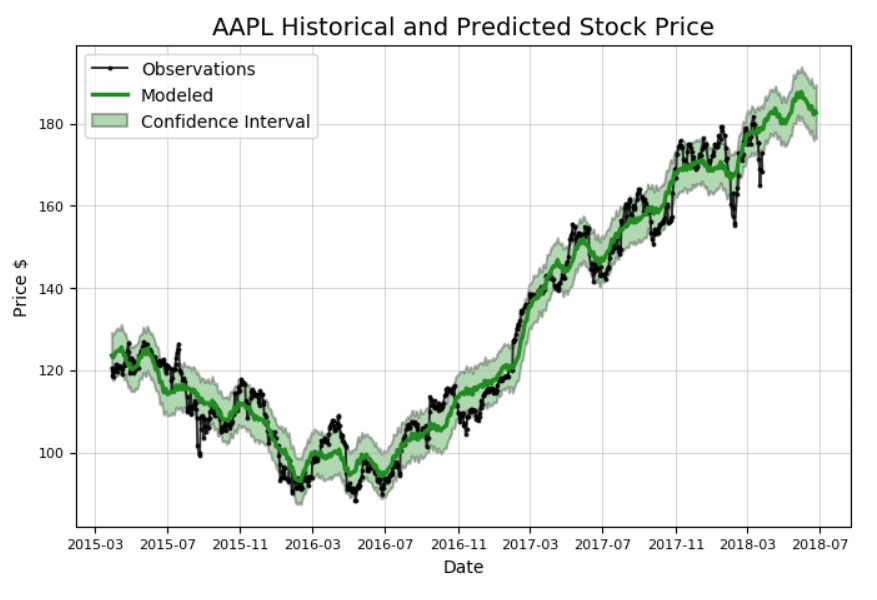 AAPL Historical and Predicted Stock Price
Observations
Modeled
Confidence Interval
180
160
140
120
100
Price $
2015-03 2015-07 2015-11 2016-03 2016-07 2016-11 2017-03 2017-07 2017-11 2018-03 2018-07
Date